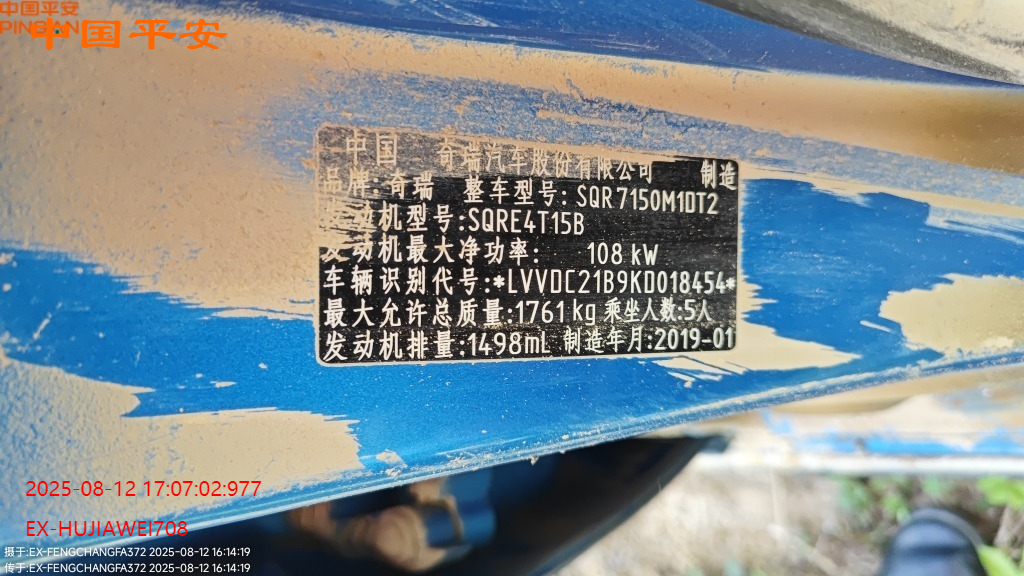 中国平安
PINGAN
中国平安
中国 奇瑞汽车股份有限公司 制造
品牌:奇瑞 整车型号:SQR7150M1DT2
发动机型号:SQRE4T15B
发动机最大净功率: 108 kW
车辆识别代号:*LVVDC21B9KD018454*
最大允许总质量:1761kg 乘坐人数:5人
发动机排量:1498mL 制造年月:2019-01
2025-08-12 17:07:02:977
EX-HUJIAWEI708
摄于:EX-FENGCHANGFA372 2025-08-12 16:14:19
传于:EX-FENGCHANGFA372 2025-08-12 16:14:19